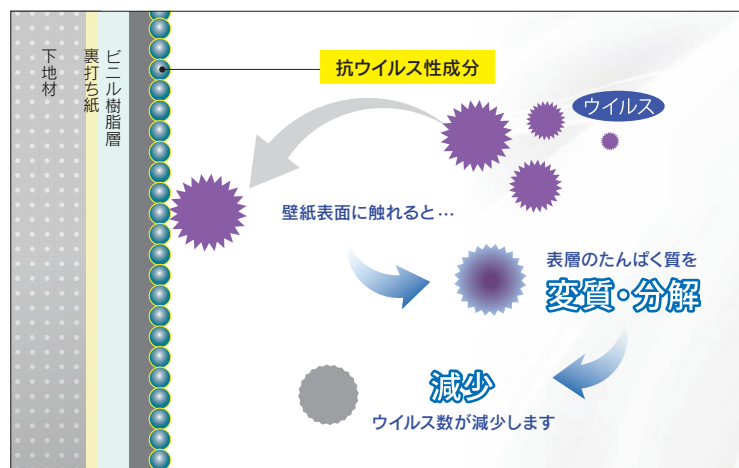 下地材
裏打ち紙
ビニル樹脂層
抗ウイルス性成分
ウイルス
壁紙表面に触れると…
表層のたんぱく質を
変質・分解
減少
ウイルス数が減少します